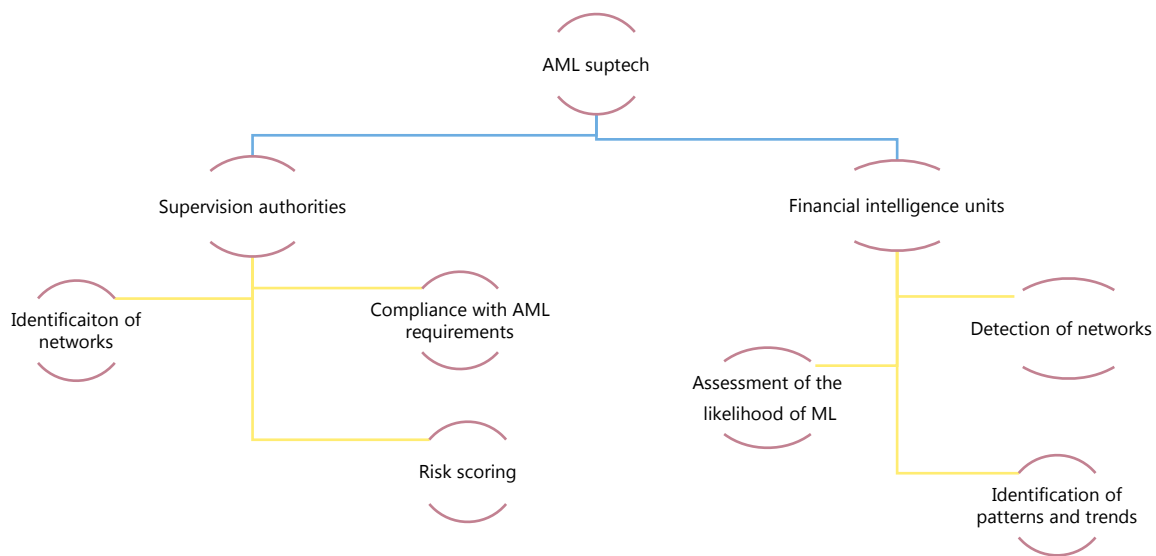 AML suptech
Supervision authorities
Financial intelligence units
Identificaiton of
networks
Compliance with AML
requirements
Risk scoring
Detection of networks
Assessment of the
likelihood of ML
Identification of
patterns and trends